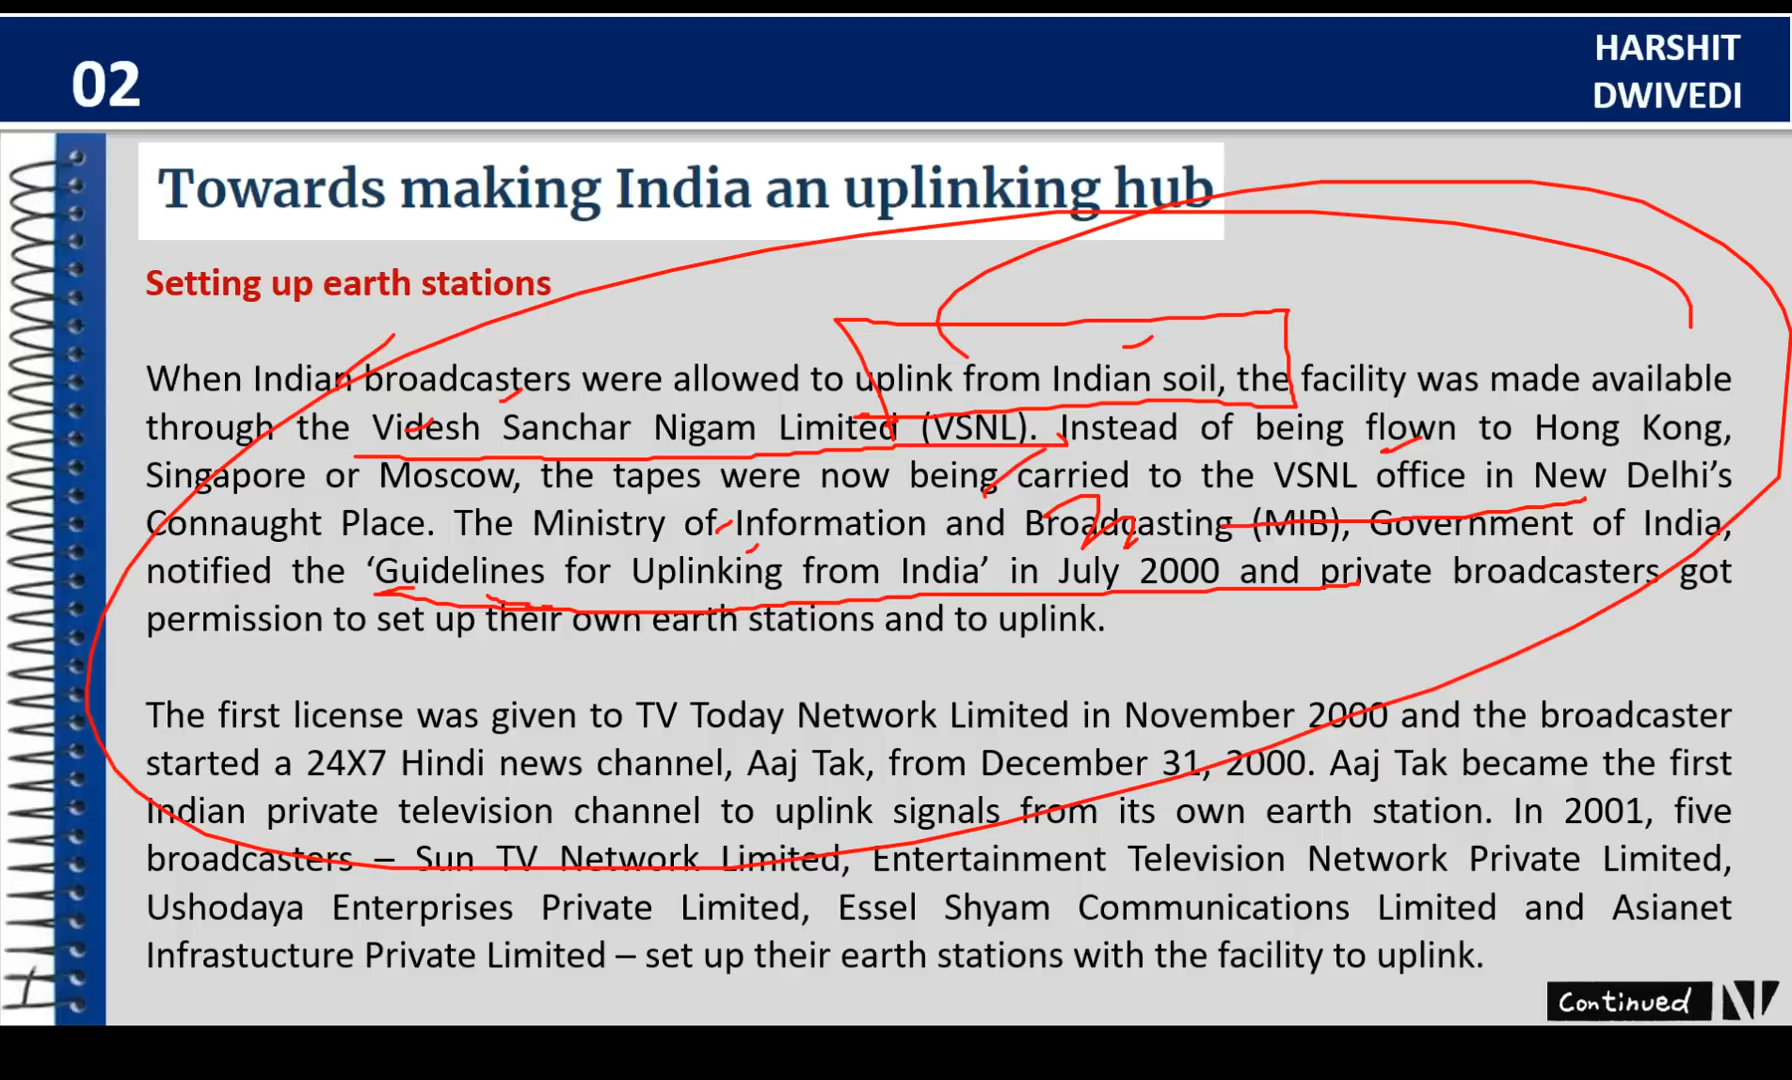 02
HARSHIT
DWIVEDI
Towards making India an uplinking hub
Setting up earth stations
When Indian broadcasters were allowed to uplink from Indian soil, the facility was made available
through the Videsh Sanchar Nigam Limited (VSNL). Instead of being flown to Hong Kong,
Singapore or Moscow, the tapes were now being carried to the VSNL office in New Delhi’s
Connaught Place. The Ministry of Information and Broadcasting (MIB), Government of India,
notified the ‘Guidelines for Uplinking from India’ in July 2000 and private broadcasters got
permission to set up their own earth stations and to uplink.
The first license was given to TV Today Network Limited in November 2000 and the broadcaster
started a 24X7 Hindi news channel, Aaj Tak, from December 31, 2000. Aaj Tak became the first
Indian private television channel to uplink signals from its own earth station. In 2001, five
broadcasters – Sun TV Network Limited, Entertainment Television Network Private Limited,
Ushodaya Enterprises Private Limited, Essel Shyam Communications Limited and Asianet
Infrastucture Private Limited – set up their earth stations with the facility to uplink.
Continued